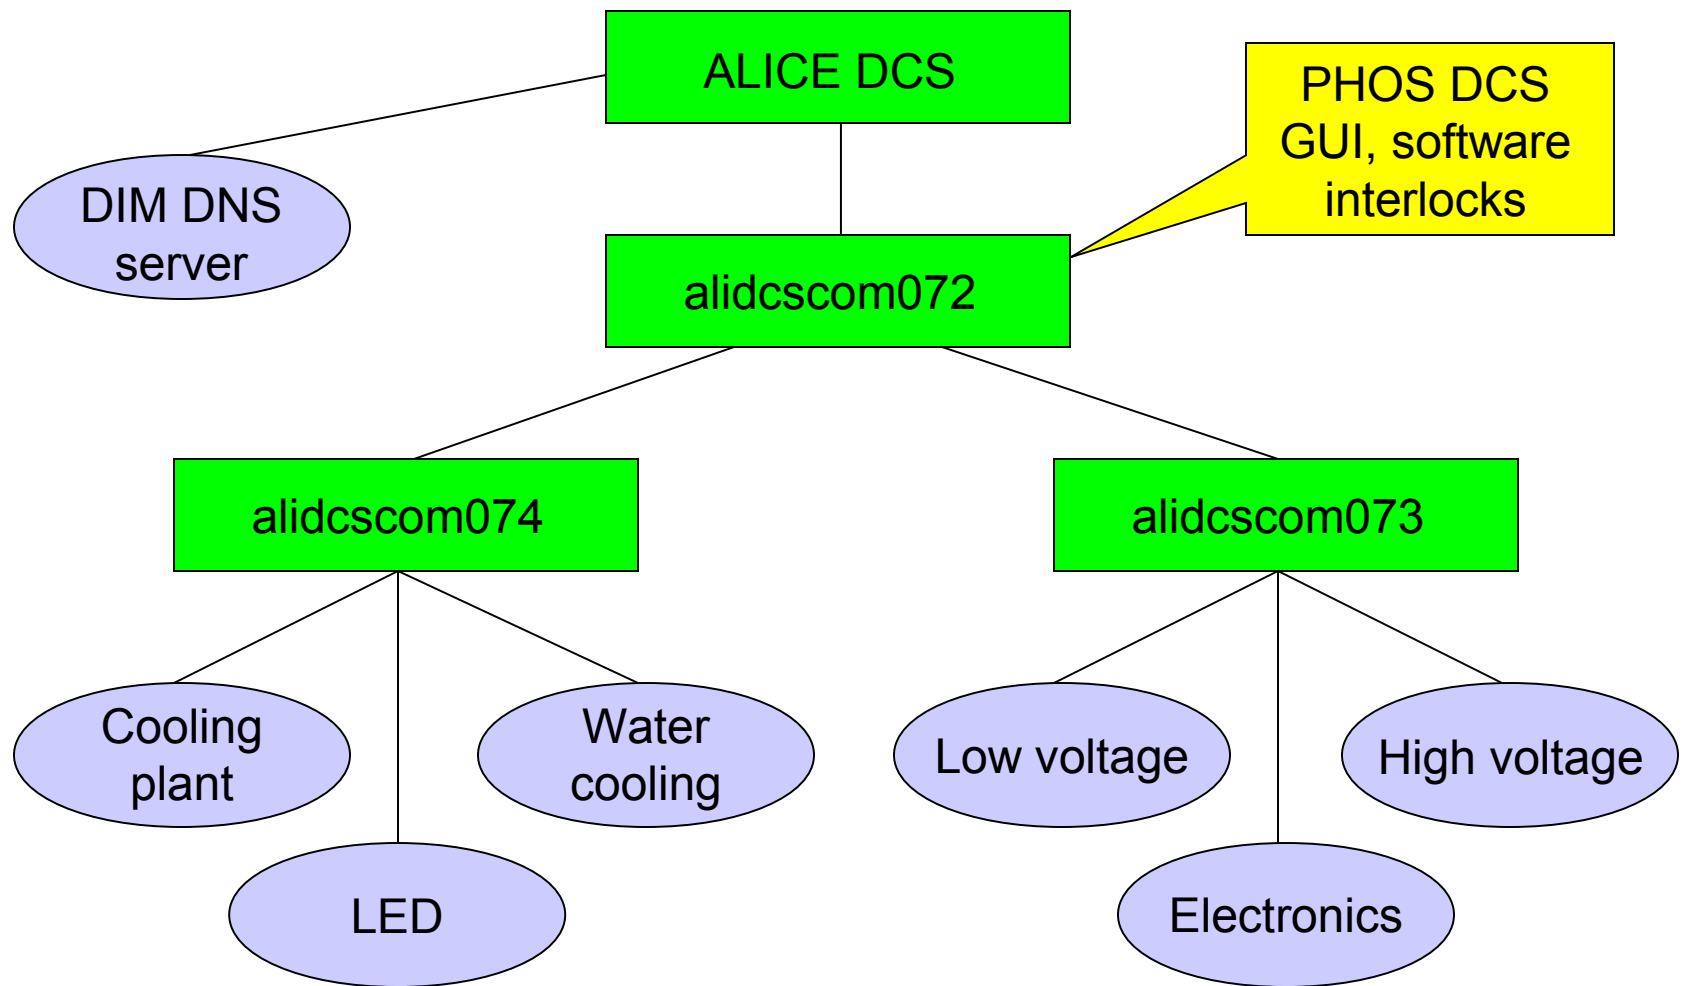 ALICE DCS
PHOS DCS
GUI, software
interlocks
DIM DNS
server
alidcscom072
alidcscom074
alidcscom073
Cooling
plant
Water
cooling
Low voltage
High voltage
LED
Electronics